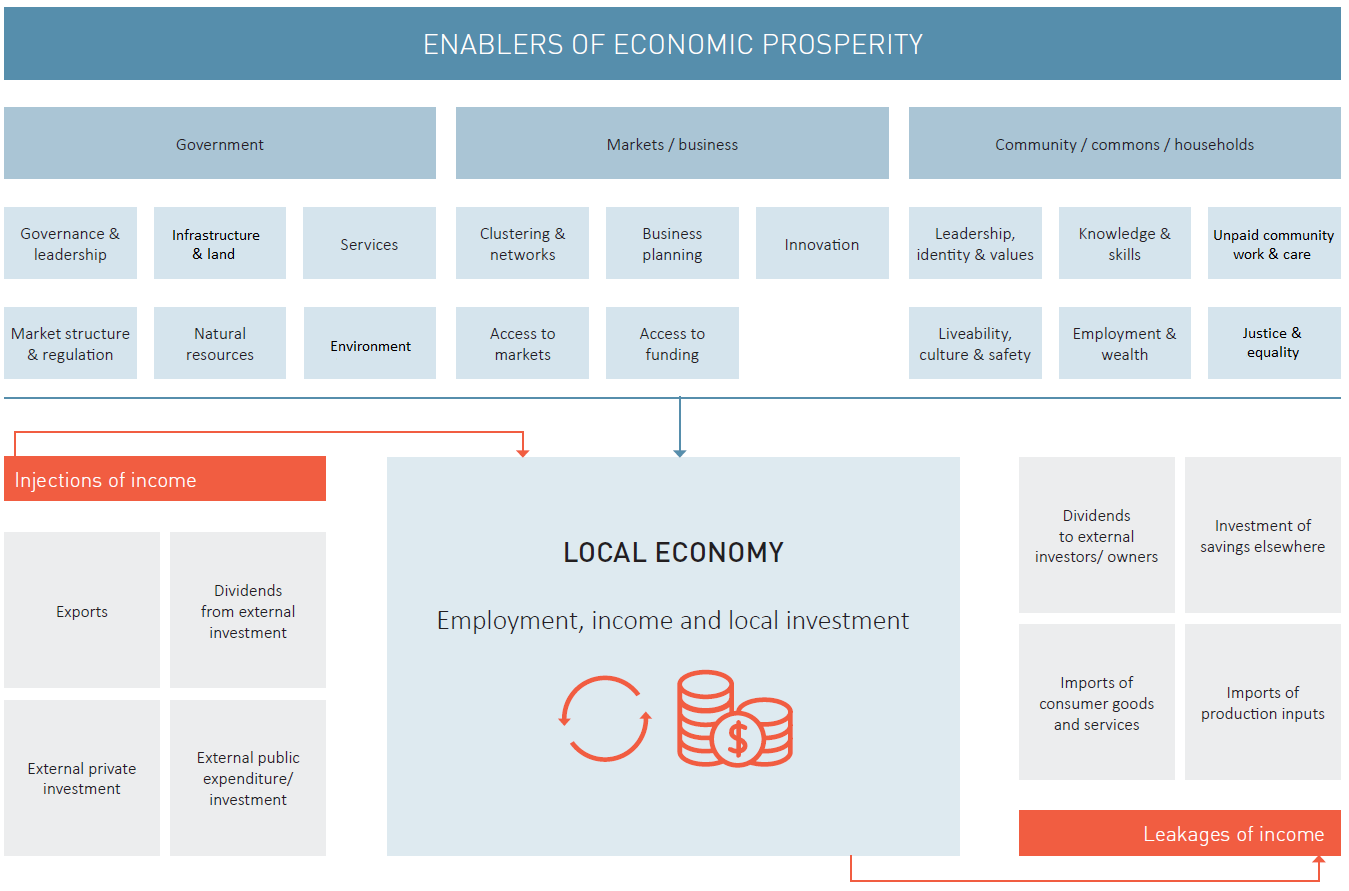 ENABLERS OF ECONOMIC PROSPERITY
Government
Markets / business
Community / commons / households
Governance &
leadership
Infrastructure
& land
Services
Clustering &
networks
Business
planning
Innovation
Leadership,
identity & values
Knowledge &
skills
Unpaid community
work & care
Market structure
& regulation
Natural
resources
Environment
Access to
markets
Access to
funding
Liveability,
culture & safety
Employment &
wealth
Justice &
equality
Injections of income
Exports
Dividends
from external
investment
External private
investment
External public
expenditure/
investment
LOCAL ECONOMY
Employment, income and local investment
$
Dividends
to external
investors/ owners
Investment of
savings elsewhere
Imports of
consumer goods
and services
Imports of
production inputs
Leakages of income